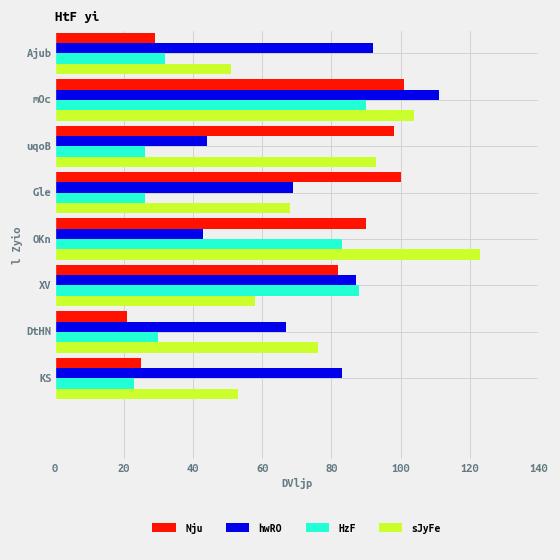 HtF yi
Ajub
mOc
uqoB
Gle
OKn
XV
DtHN
KS
l Zyio
0 20 40 60 80 100 120 140
DVljp
Nju hwRO HzF sJyFe